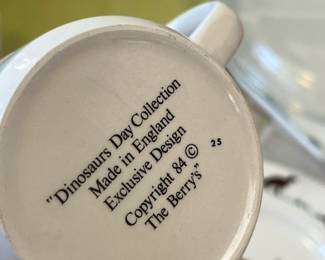 "Dinosaurs Day Collection
Made in England
Exclusive Design
Copyright 84 ©
The Berry's"
25